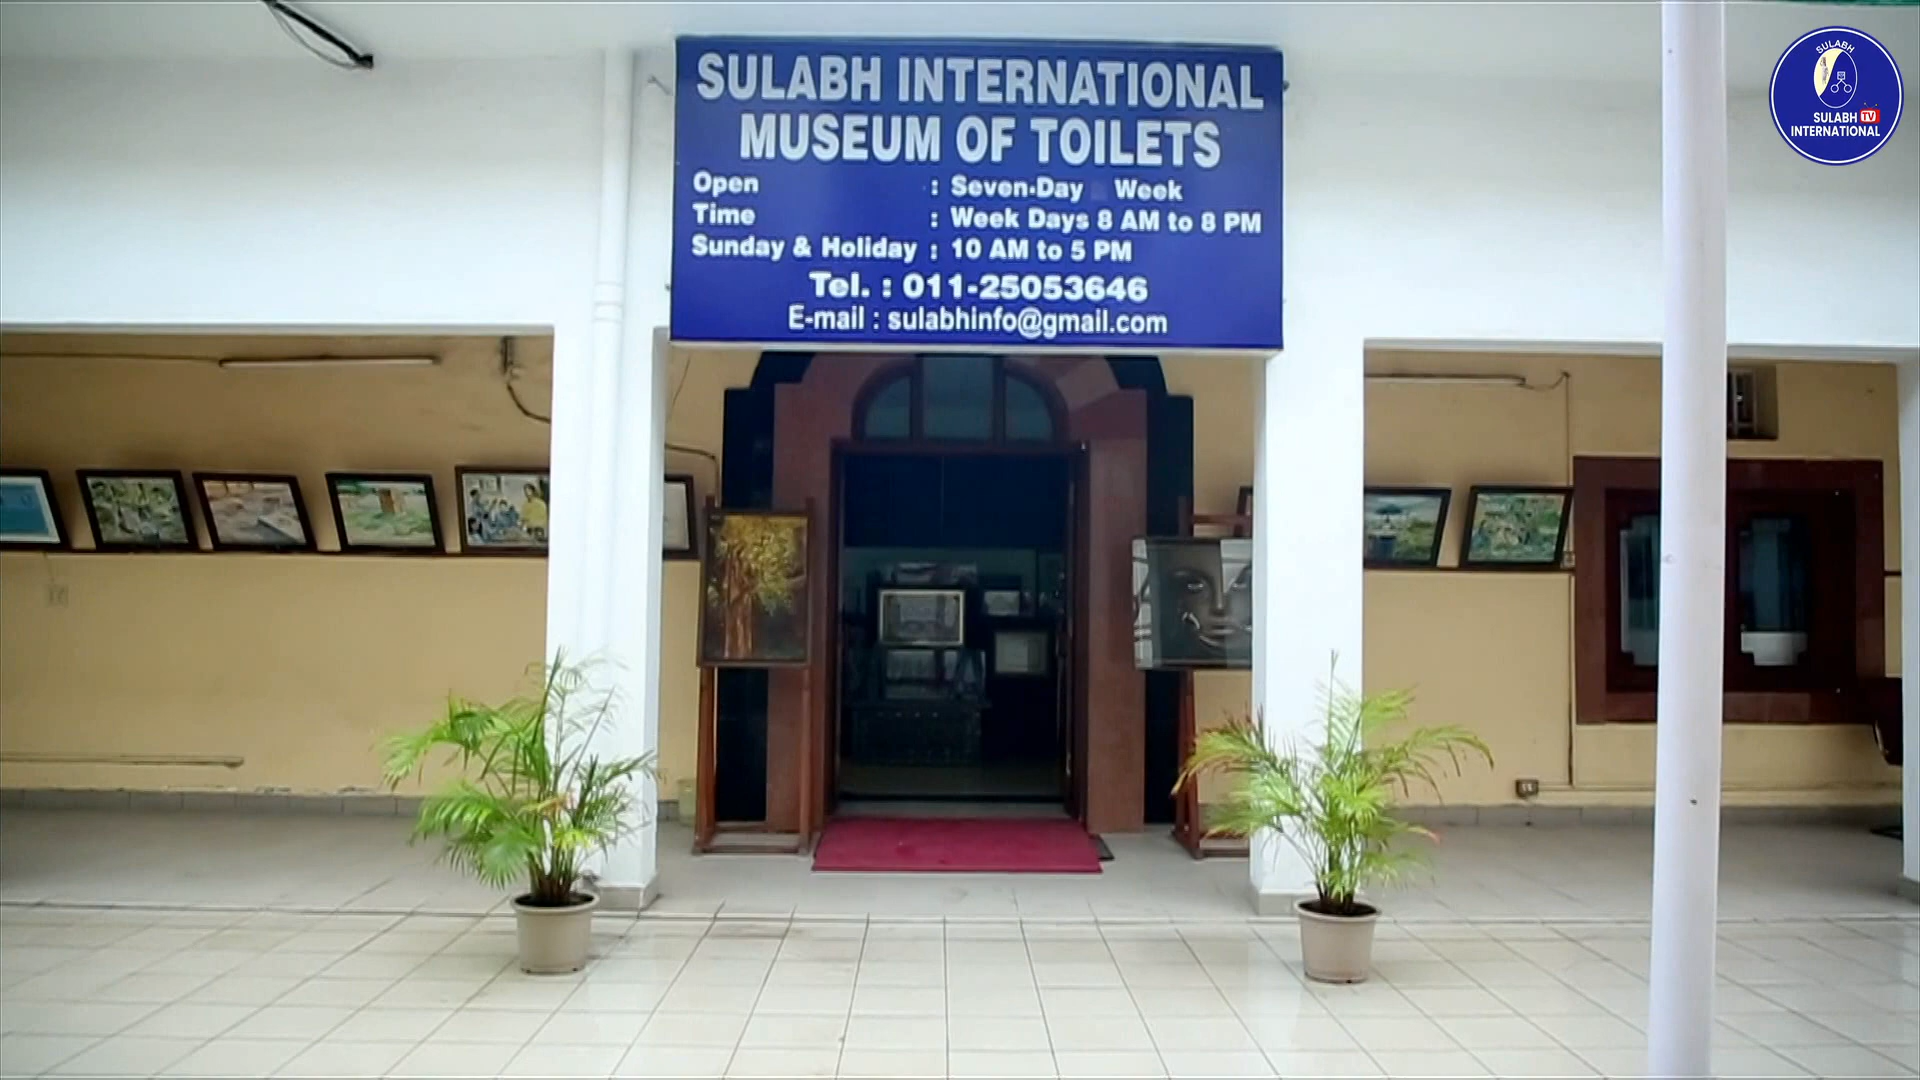 SULABH INTERNATIONAL
MUSEUM OF TOILETS
Open : Seven-Day Week
Time : Week Days 8 AM to 8 PM
Sunday & Holiday : 10 AM to 5 PM
Tel. : 011-25053646
E-mail : sulabhinfo@gmail.com
SULABH
SULABH TV
INTERNATIONAL